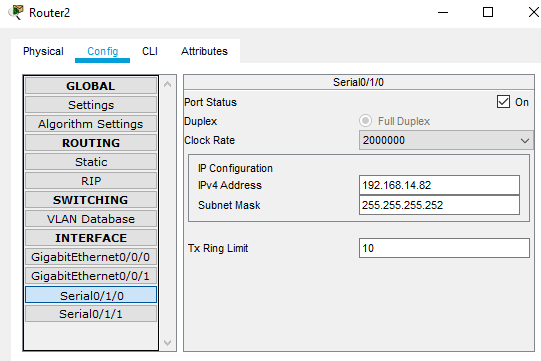 Router2
Physical Config CLI Attributes
GLOBAL
Settings
Algorithm Settings
ROUTING
Static
RIP
SWITCHING
VLAN Database
INTERFACE
GigabitEthernet0/0/0
GigabitEthernet0/0/1
Serial0/1/0
Serial0/1/1
Serial0/1/0
Port Status On
Duplex Full Duplex
Clock Rate 2000000
IP Configuration
IPv4 Address 192.168.14.82
Subnet Mask 255.255.255.252
Tx Ring Limit 10